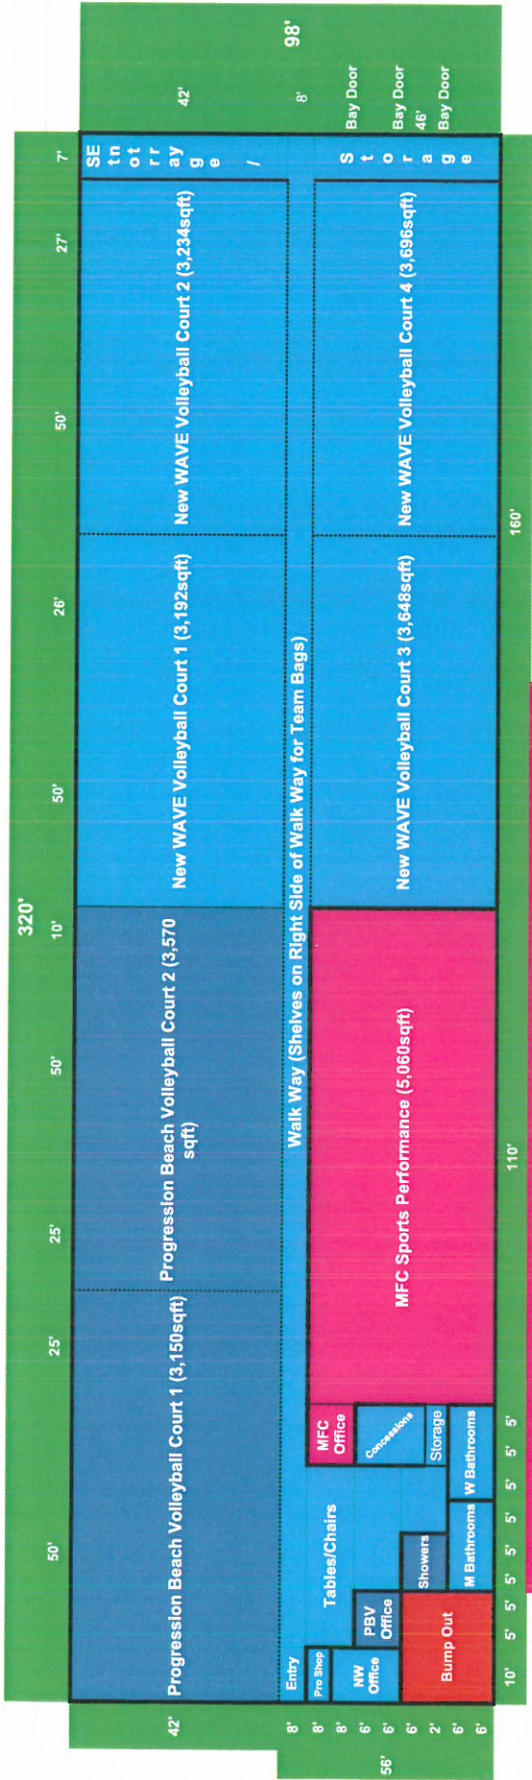 320'
50'
25'
25'
50'
10'
50'
26'
50'
27'
7'
98'
42'
Progression Beach Volleyball Court 1 (3,150sqft)
Progression Beach Volleyball Court 2 (3,570
sqft)
New WAVE Volleyball Court 1 (3,192sqft)
New WAVE Volleyball Court 2 (3,234sqft)
SE
tn
ot
rr
ay
ge
/
42'
8'
Entry
Walk Way (Shelves on Right Side of Walk Way for Team Bags)
8'
8'
8'
6'
6'
6'
2'
6'
6'
56'
Pro Shop
NW
Office
PBV
Office
Tables/Chairs
Showers
Bump Out
M Bathrooms
W Bathrooms
MFC
Office
Concessions
Storage
MFC Sports Performance (5,060sqft)
New WAVE Volleyball Court 3 (3,648sqft)
New WAVE Volleyball Court 4 (3,696sqft)
S
t
o
r
a
g
e
Bay Door
Bay Door
46'
Bay Door
10'
5'
5'
5'
5'
5'
5'
5'
5'
110'
160'